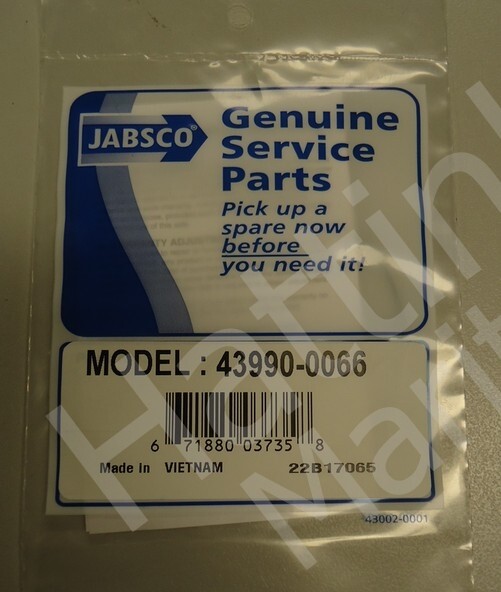 JABSCO®
Genuine
Service
Parts
Pick up a
spare now
before
you need it!
MODEL : 43990-0066
6 71880 03735 8
Made In VIETNAM 22B17065
43002-0001